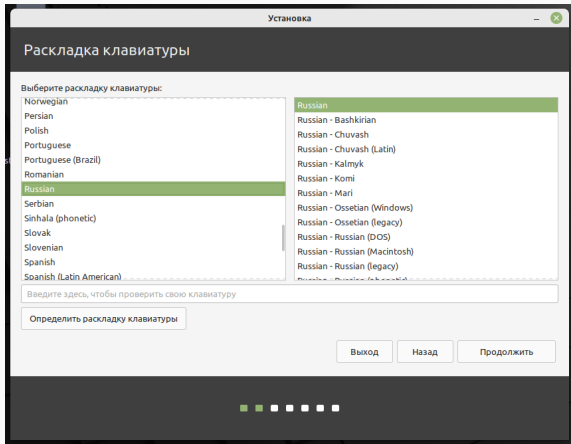 Установка
Раскладка клавиатуры
Выберите раскладку клавиатуры:
Norwegian
Persian
Polish
Portuguese
Portuguese (Brazil)
Romanian
Russian
Serbian
Sinhala (phonetic)
Slovak
Slovenian
Spanish
Spanish (Latin American)
Russian
Russian - Bashkirian
Russian - Chuvash
Russian - Chuvash (Latin)
Russian - Kalmyk
Russian - Komi
Russian - Mari
Russian - Ossetian (Windows)
Russian - Ossetian (legacy)
Russian - Russian (DOS)
Russian - Russian (Macintosh)
Russian - Russian (legacy)
Russian - Russian (phonetic)
Введите здесь, чтобы проверить свою клавиатуру
Определить раскладку клавиатуры
Выход
Назад
Продолжить